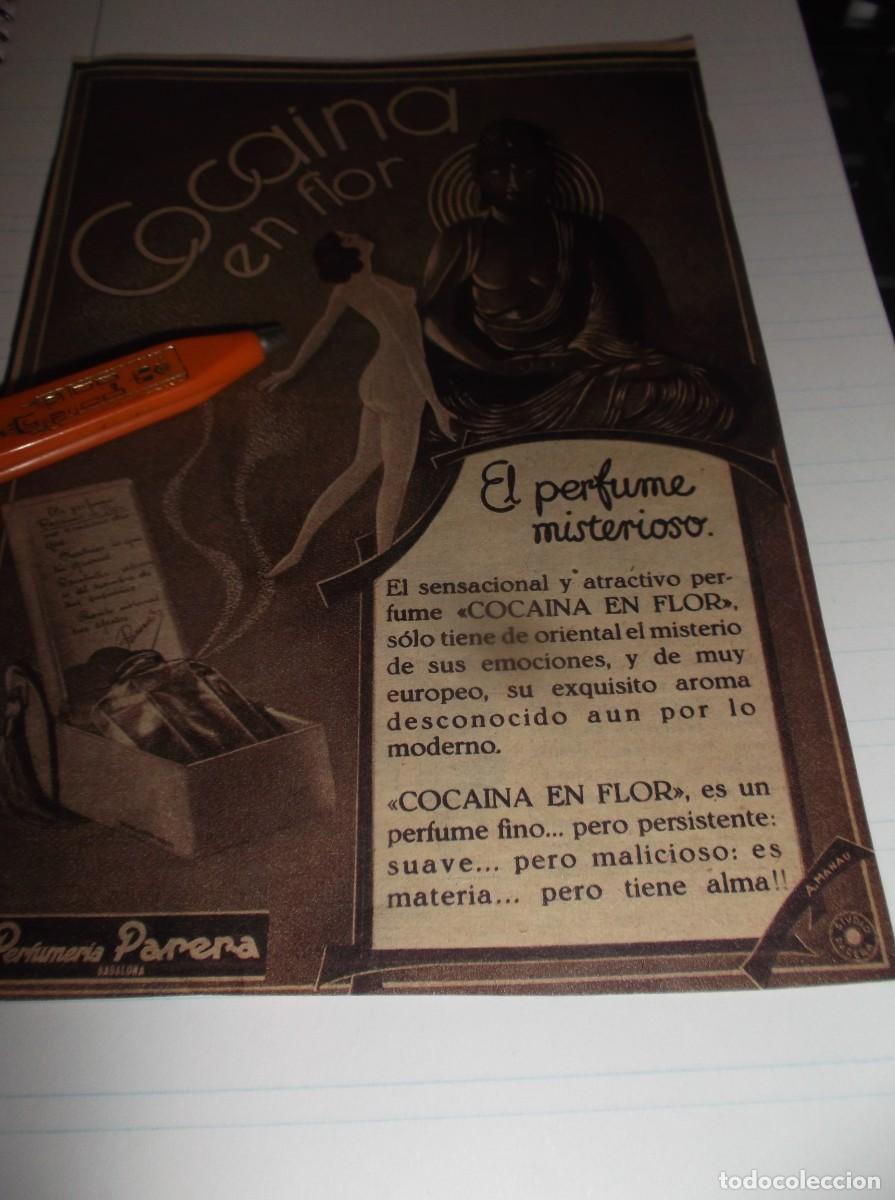 Cocaina
en flor
El perfume
misterioso.
El sensacional y atractivo per-
fume «COCAINA EN FLOR»,
sólo tiene de oriental el misterio
de sus emociones, y de muy
europeo, su exquisito aroma
desconocido aun por lo
moderno.
«COCAINA EN FLOR», es un
perfume fino... pero persistente:
suave... pero malicioso: es
materia... pero tiene alma!!
A. MANAU
STUDIO
Perfumería Parera
BADALONA
todocoleccion